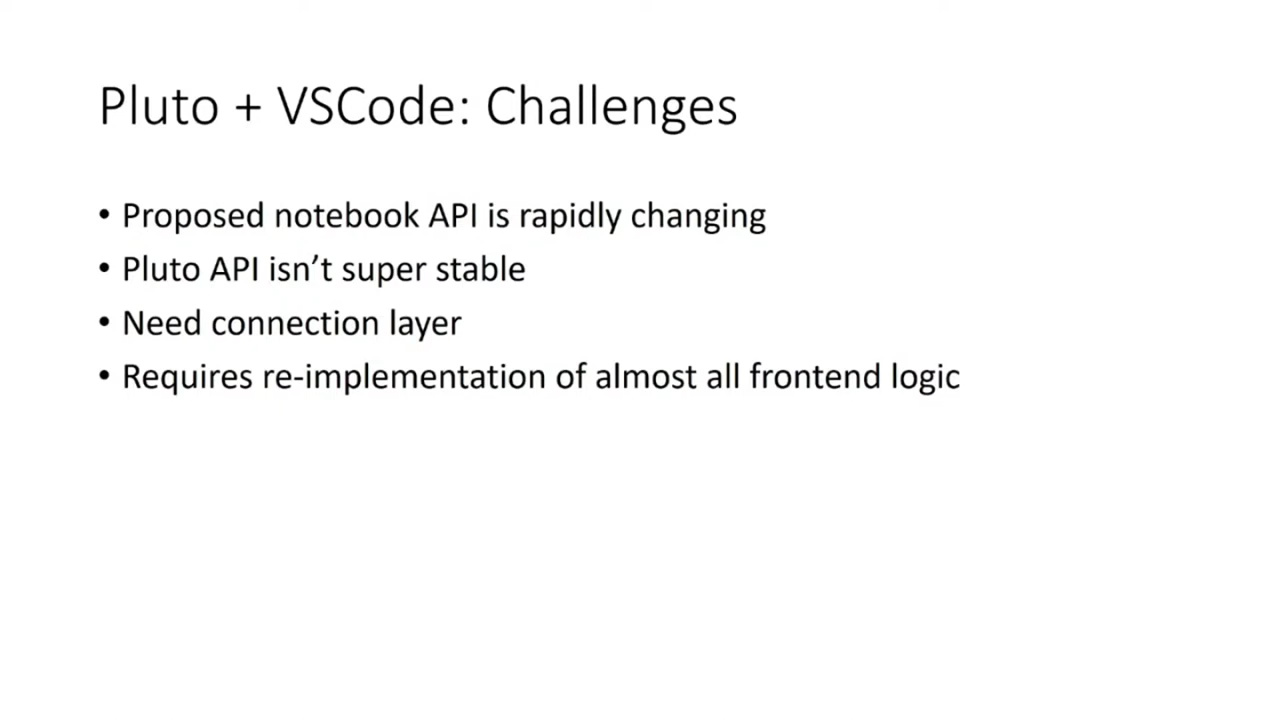 Pluto + VSCode: Challenges
• Proposed notebook API is rapidly changing
• Pluto API isn’t super stable
• Need connection layer
• Requires re-implementation of almost all frontend logic